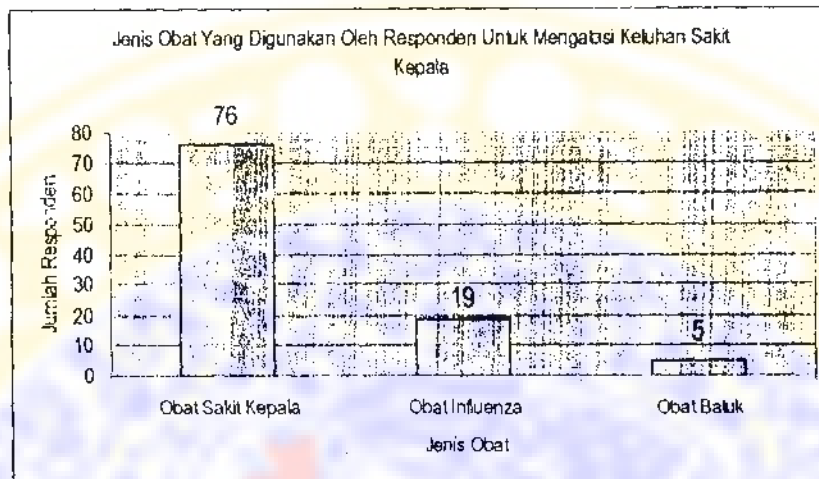 Jenis Obat Yang Digunakan Oleh Responden Untuk Mengatasi Keluhan Sakit
Kepala
Jumlah Responden
80
70
60
50
40
30
20
10
0
76
19
5
Obat Sakit Kepala
Obat Influenza
Obat Batuk
Jenis Obat